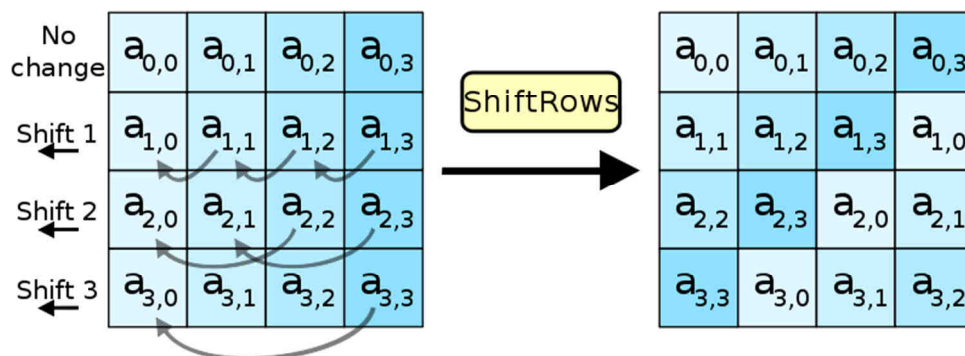 No change
a0,0 a0,1 a0,2 a0,3
Shift 1
a1,0 a1,1 a1,2 a1,3
Shift 2
a2,0 a2,1 a2,2 a2,3
Shift 3
a3,0 a3,1 a3,2 a3,3
ShiftRows
a0,0 a0,1 a0,2 a0,3
a1,1 a1,2 a1,3 a1,0
a2,2 a2,3 a2,0 a2,1
a3,3 a3,0 a3,1 a3,2